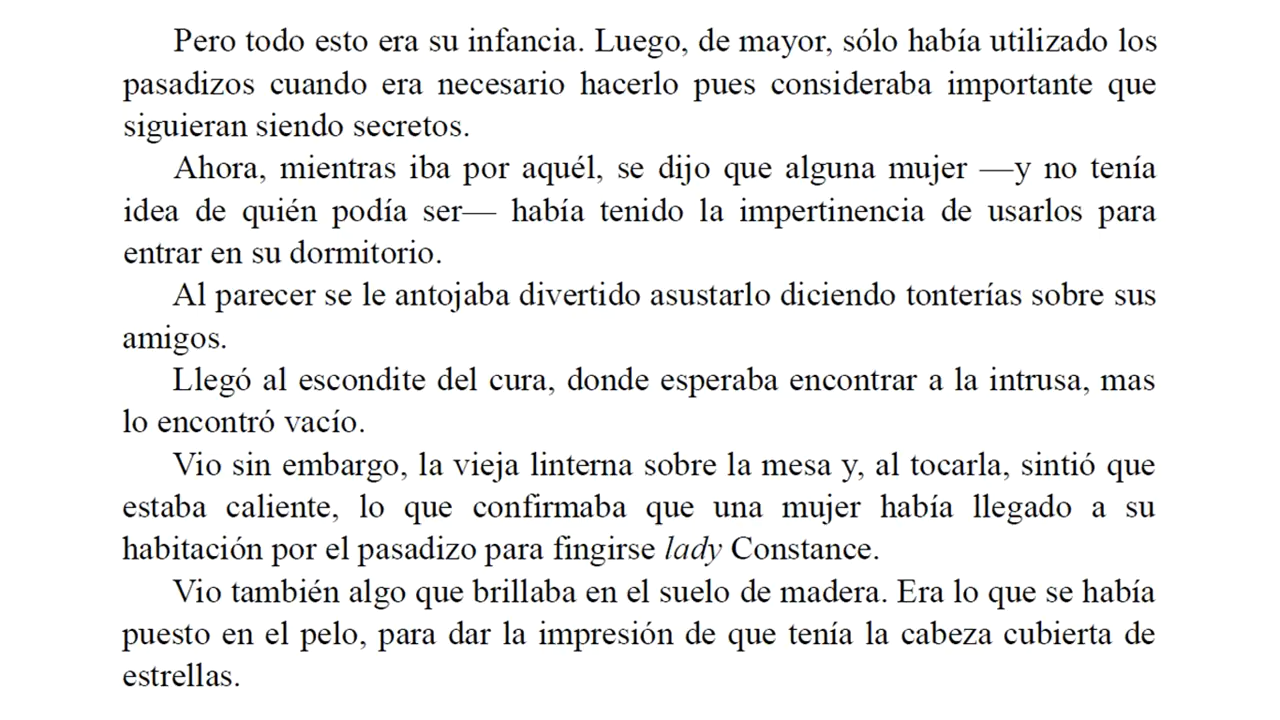 Pero todo esto era su infancia. Luego, de mayor, sólo había utilizado los
pasadizos cuando era necesario hacerlo pues consideraba importante que
siguieran siendo secretos.
Ahora, mientras iba por aquél, se dijo que alguna mujer —y no tenía
idea de quién podía ser— había tenido la impertinencia de usarlos para
entrar en su dormitorio.
Al parecer se le antojaba divertido asustarlo diciendo tonterías sobre sus
amigos.
Llegó al escondite del cura, donde esperaba encontrar a la intrusa, mas
lo encontró vacío.
Vio sin embargo, la vieja linterna sobre la mesa y, al tocarla, sintió que
estaba caliente, lo que confirmaba que una mujer había llegado a su
habitación por el pasadizo para fingirse lady Constance.
Vio también algo que brillaba en el suelo de madera. Era lo que se había
puesto en el pelo, para dar la impresión de que tenía la cabeza cubierta de
estrellas.